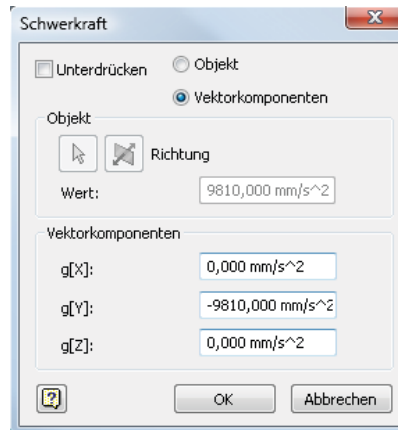 Schwerkraft
Unterdrücken
Objekt
Vektorkomponenten
Objekt
Richtung
Wert: 9810,000 mm/s^2
Vektorkomponenten
g[X]: 0,000 mm/s^2
g[Y]: -9810,000 mm/s^2
g[Z]: 0,000 mm/s^2
OK Abbrechen